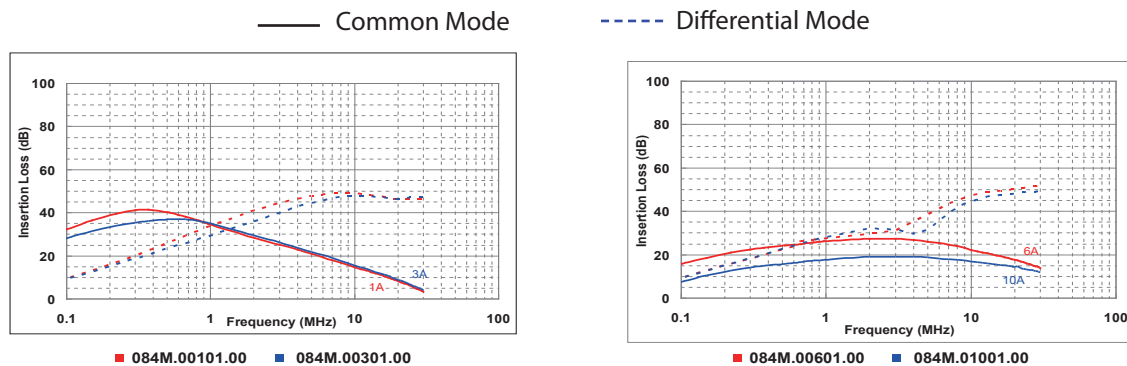 Common Mode
Differential Mode
Insertion Loss (dB)
100
80
60
40
20
0
3A
1A
0.1
1
10
100
Frequency (MHz)
084M.00101.00
084M.00301.00
Insertion Loss (dB)
100
80
60
40
20
0
6A
10A
0.1
1
10
100
Frequency (MHz)
084M.00601.00
084M.01001.00